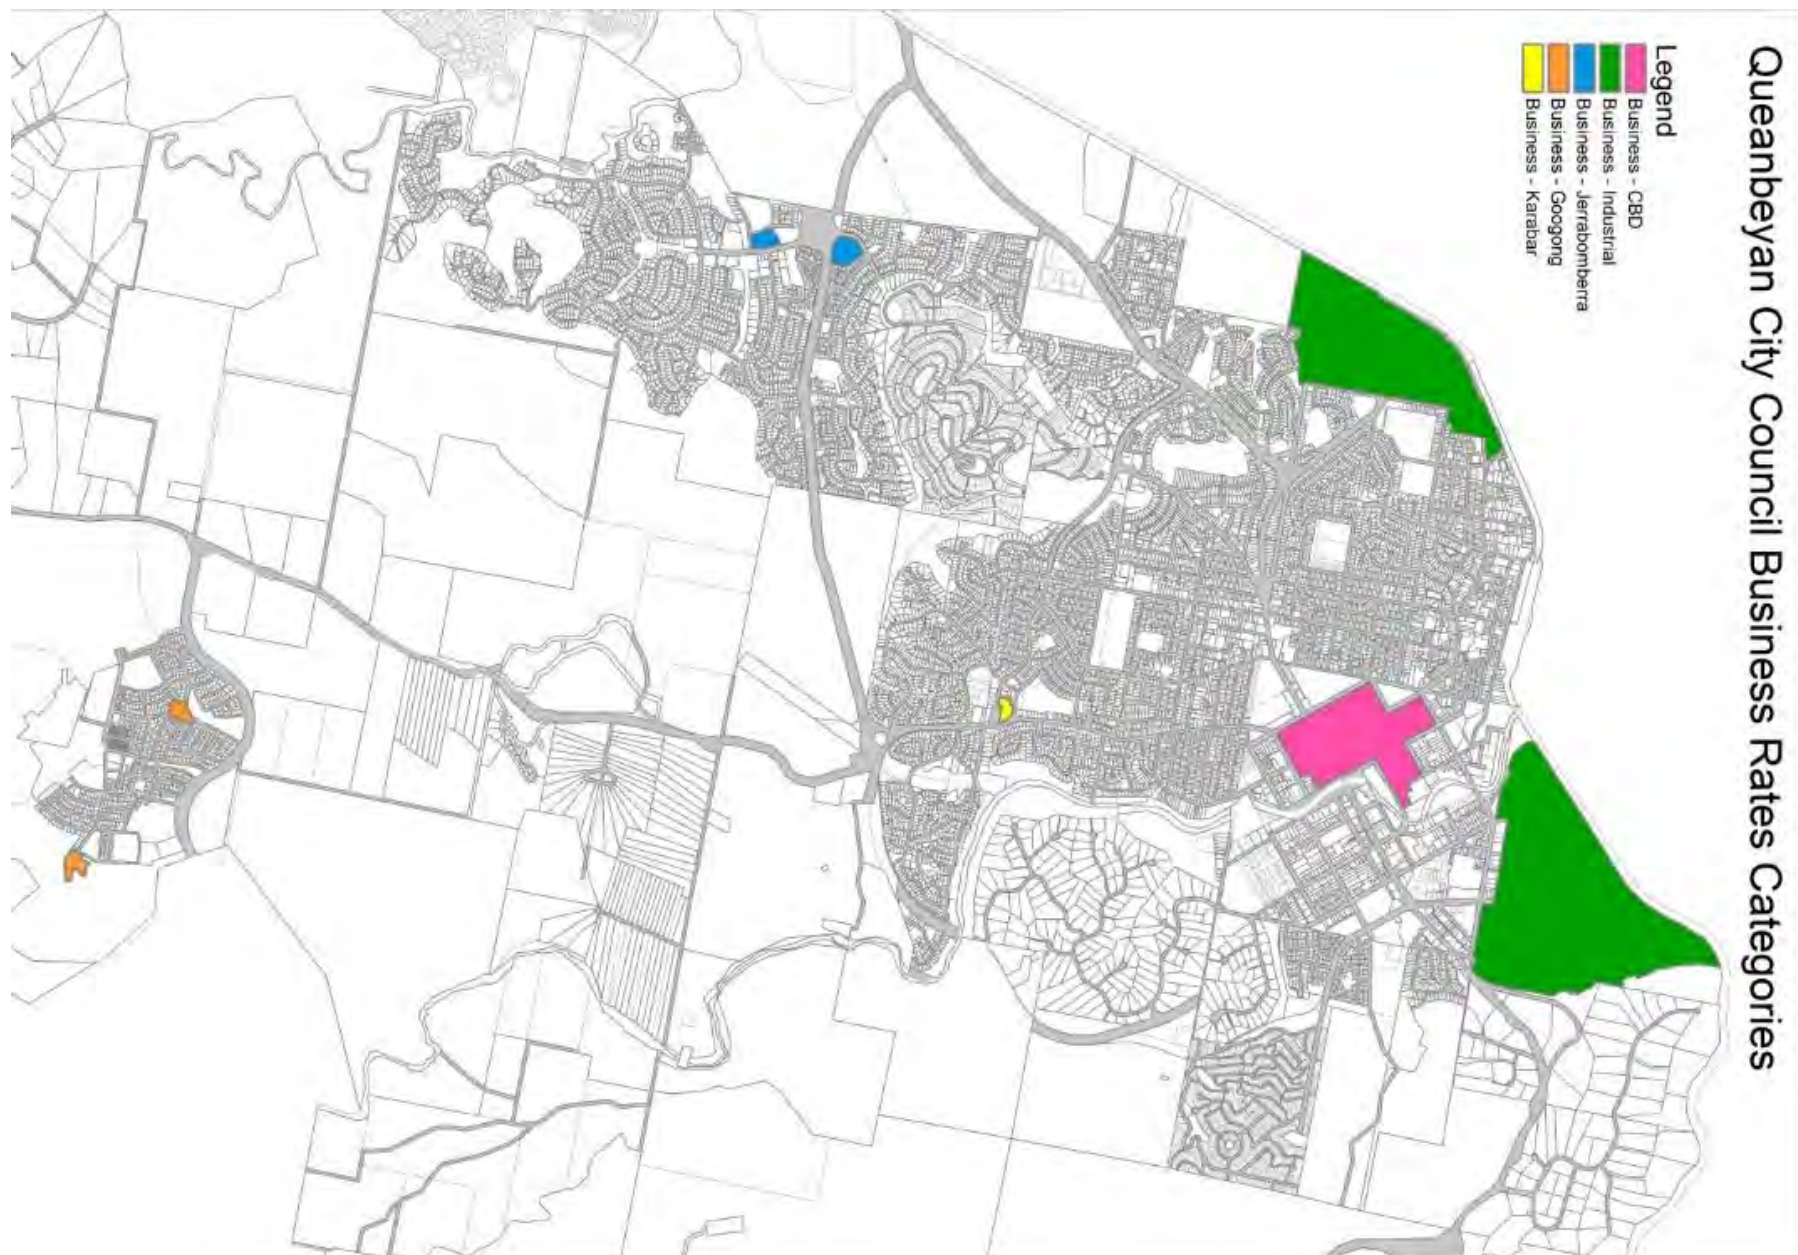 Queanbeyan City Council Business Rates Categories
Legend
Business - CBD
Business - Industrial
Business - Jerrabomberra
Business - Googong
Business - Karabar